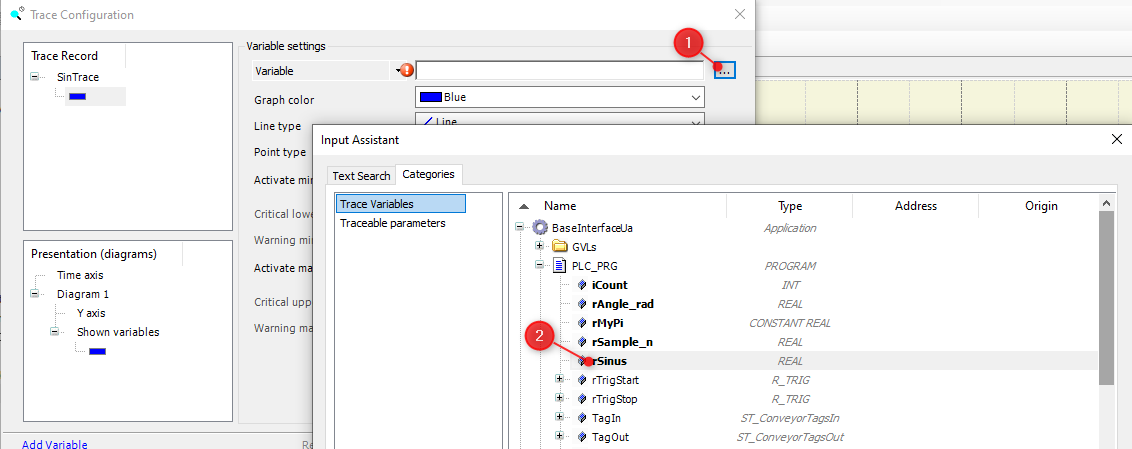 Trace Configuration
Trace Record
SinTrace
Variable settings
1
Variable
...
Graph color
Blue
Line type
Line
Point type
Activate min
Critical lowe
Warning min
Activate ma
Critical upp
Warning ma
Presentation (diagrams)
Time axis
Diagram 1
Y axis
Shown variables
Add Variable
Re
Input Assistant
Text Search
Categories
Trace Variables
Traceable parameters
Name Type Address Origin
BaseInterfaceUa Application
GVLs
PLC_PRG PROGRAM
iCount INT
rAngle_rad REAL
rMyPi CONSTANT REAL
rSample_n REAL
2
rSinus REAL
rTrigStart R_TRIG
rTrigStop R_TRIG
TagIn ST_ConveyorTagsIn
TagOut ST_ConveyorTagsOut